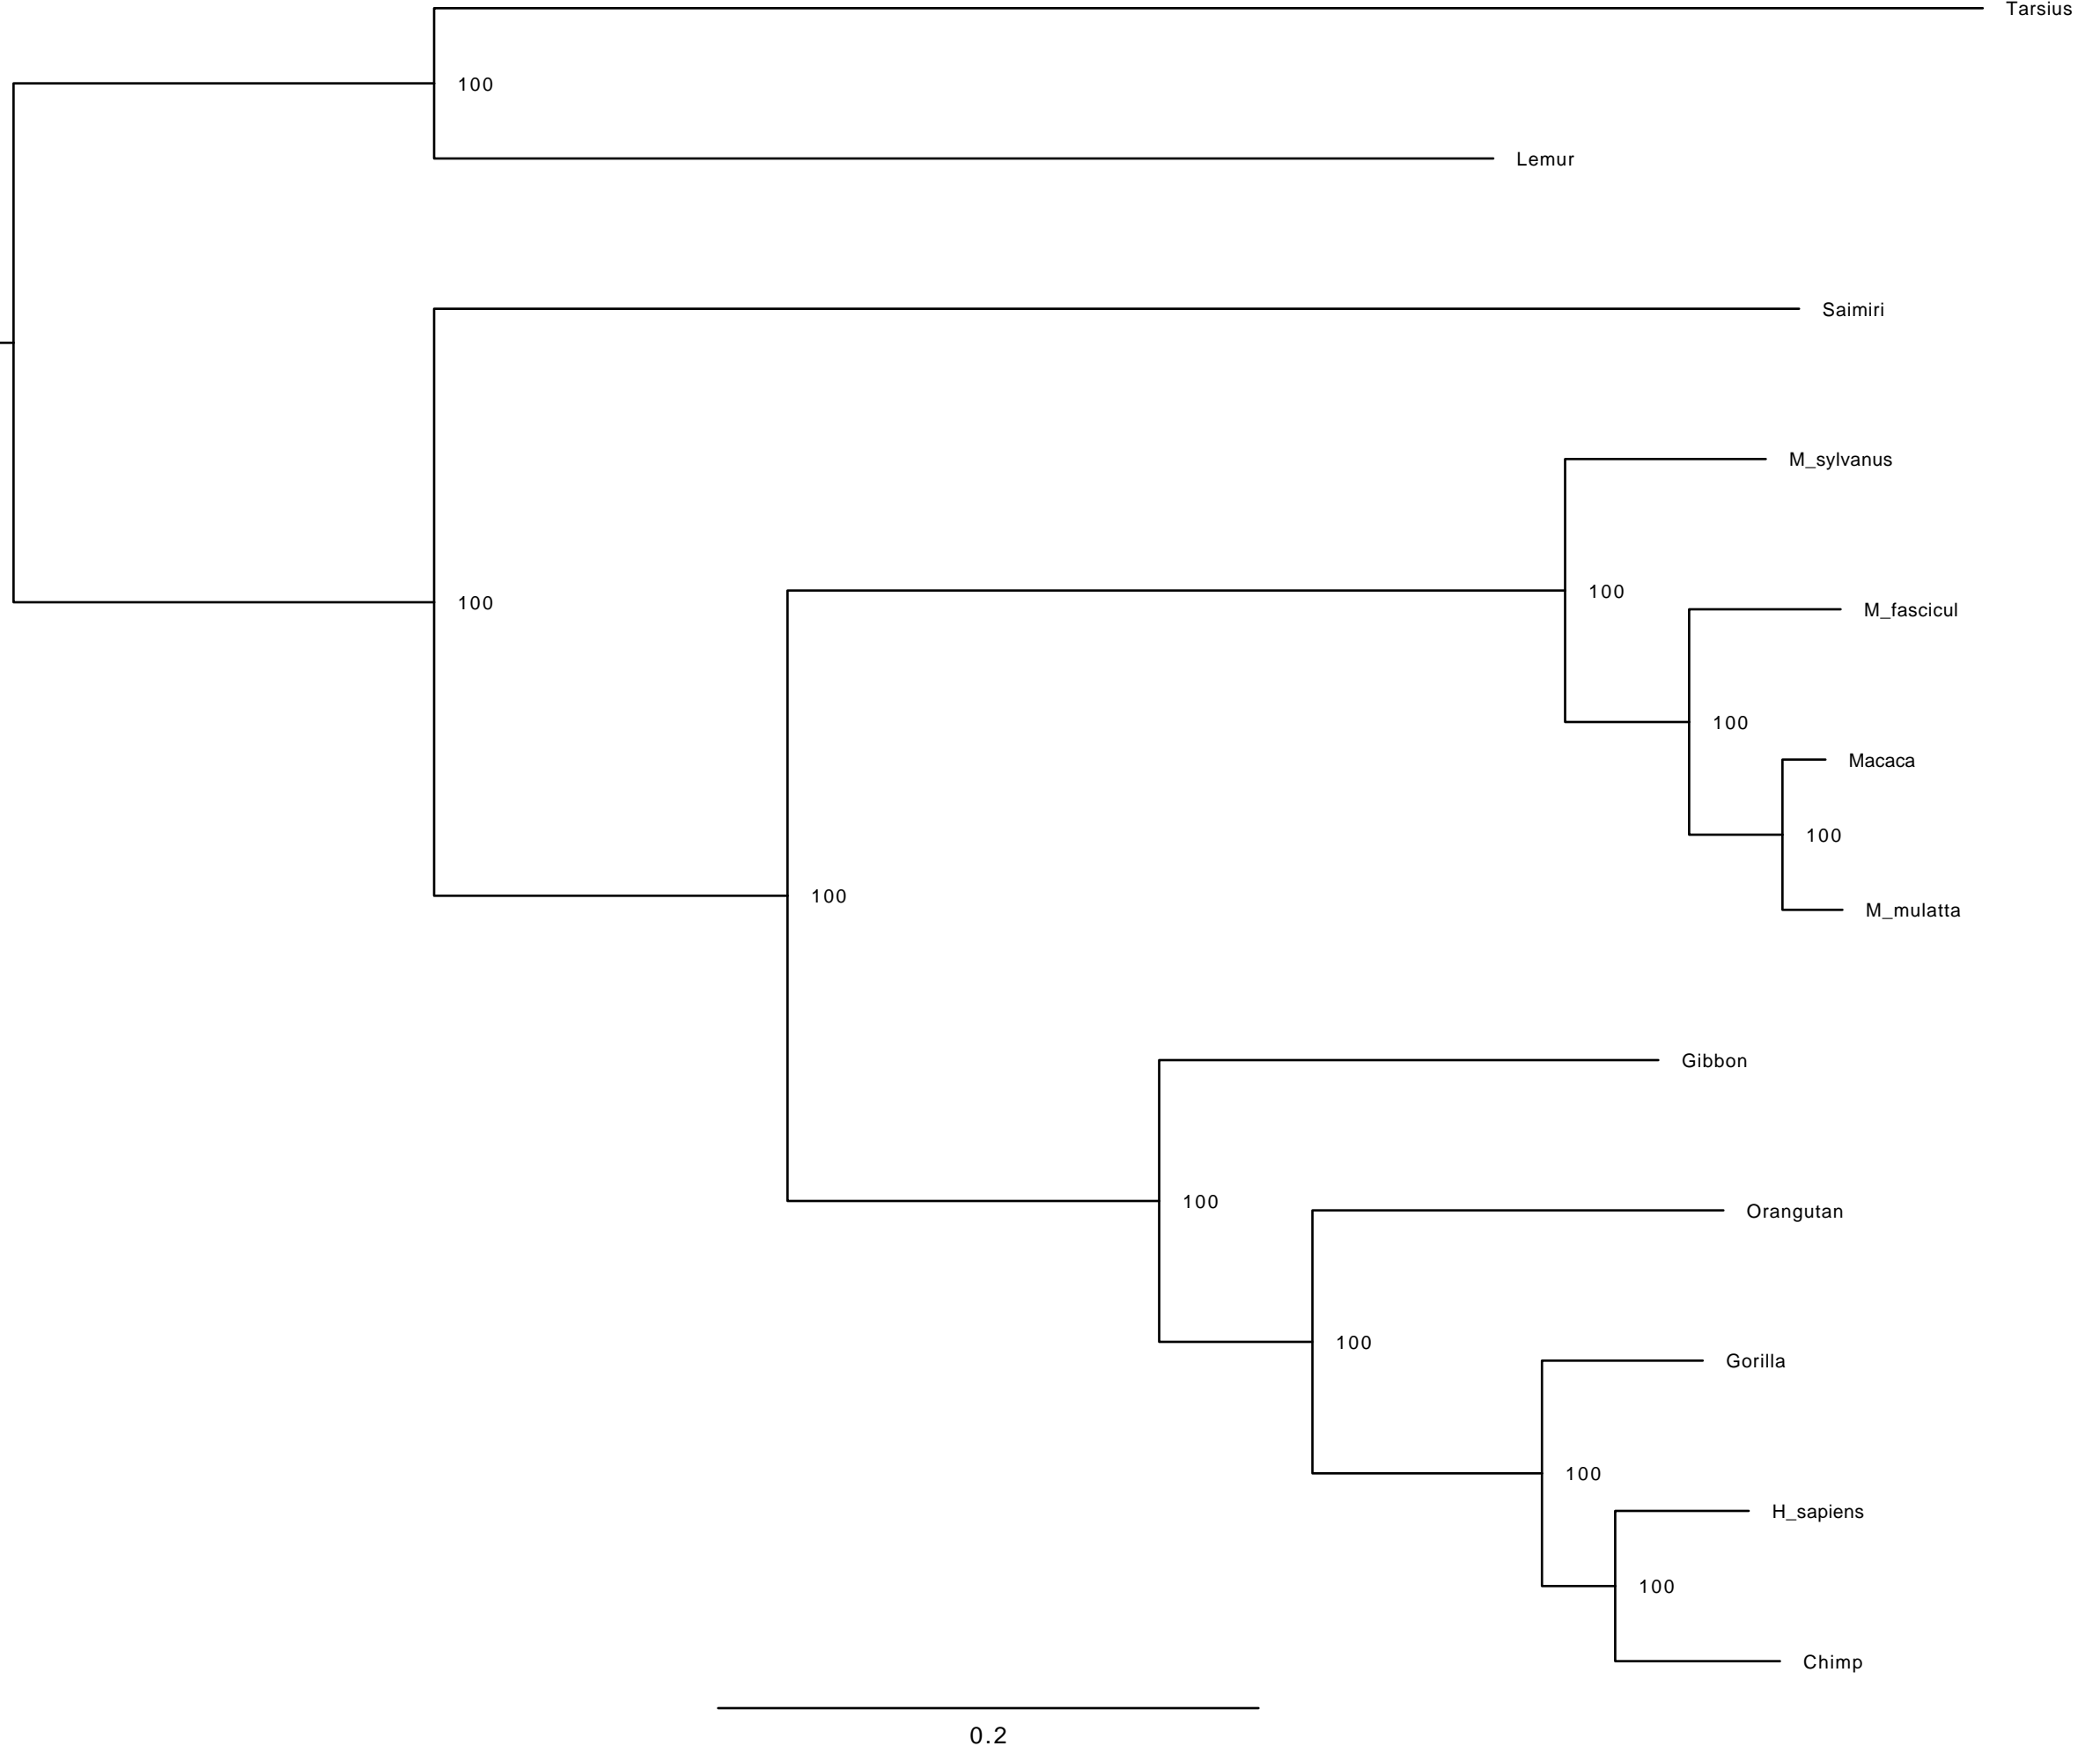 Tarsius
100
Lemur
Saimiri
M_sylvanus
100
100
M_fascicul
100
Macaca
100
100
M_mulatta
Gibbon
100
Orangutan
100
Gorilla
100
H_sapiens
100
Chimp
0.2